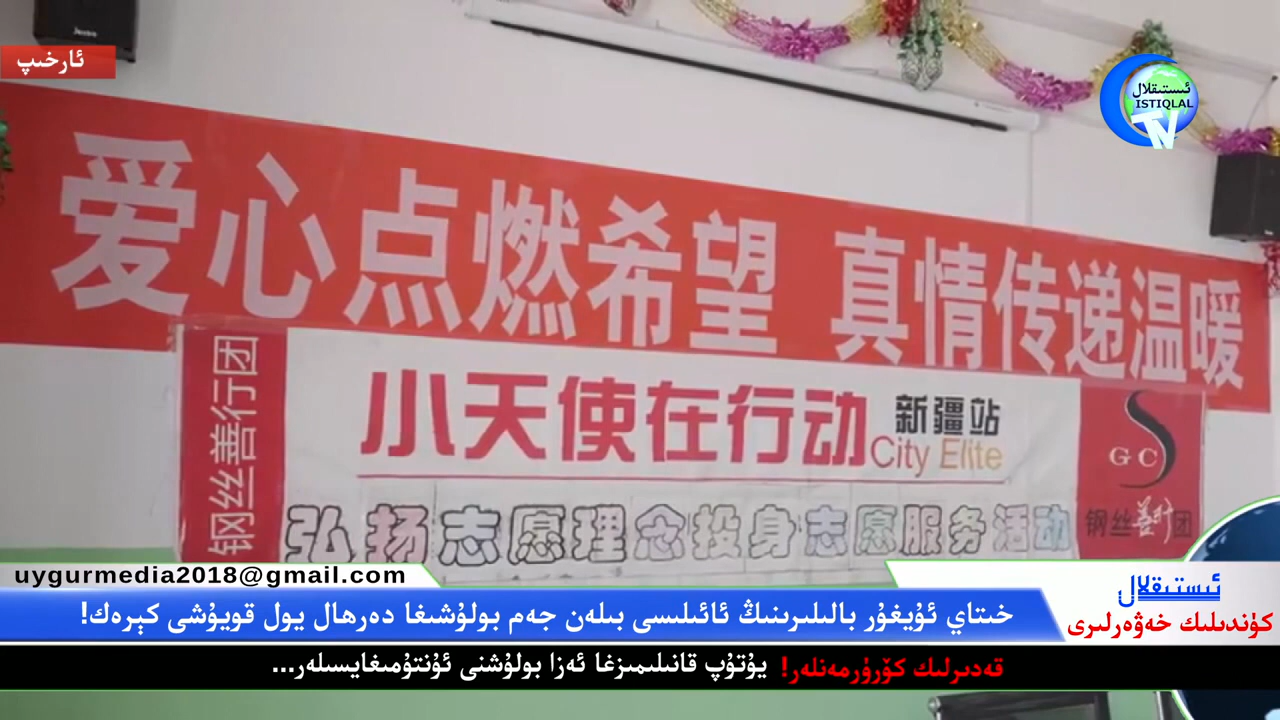 ئارخىپ
ئىستىقلال
ISTIQLAL
TV
爱心点燃希望 真情传递温暖
钢丝善行团
小天使在行动 新疆站
City Elite
GCS
弘扬志愿理念投身志愿服务活动
钢丝善行团
uygurmedia2018@gmail.com
ئىستىقلال
كۈندىلىك خەۋەرلىرى
خىتاي ئۇيغۇر بالىلىرىنىڭ ئائىلىسى بىلەن جەم بولۇشىغا دەرھال يول قويۇشى كېرەك!
قەدىرلىك كۆرۈرمەنلەر! يۇتۇپ قانىلىمىزغا ئەزا بولۇشنى ئۇنتۇمىغايسىلەر...